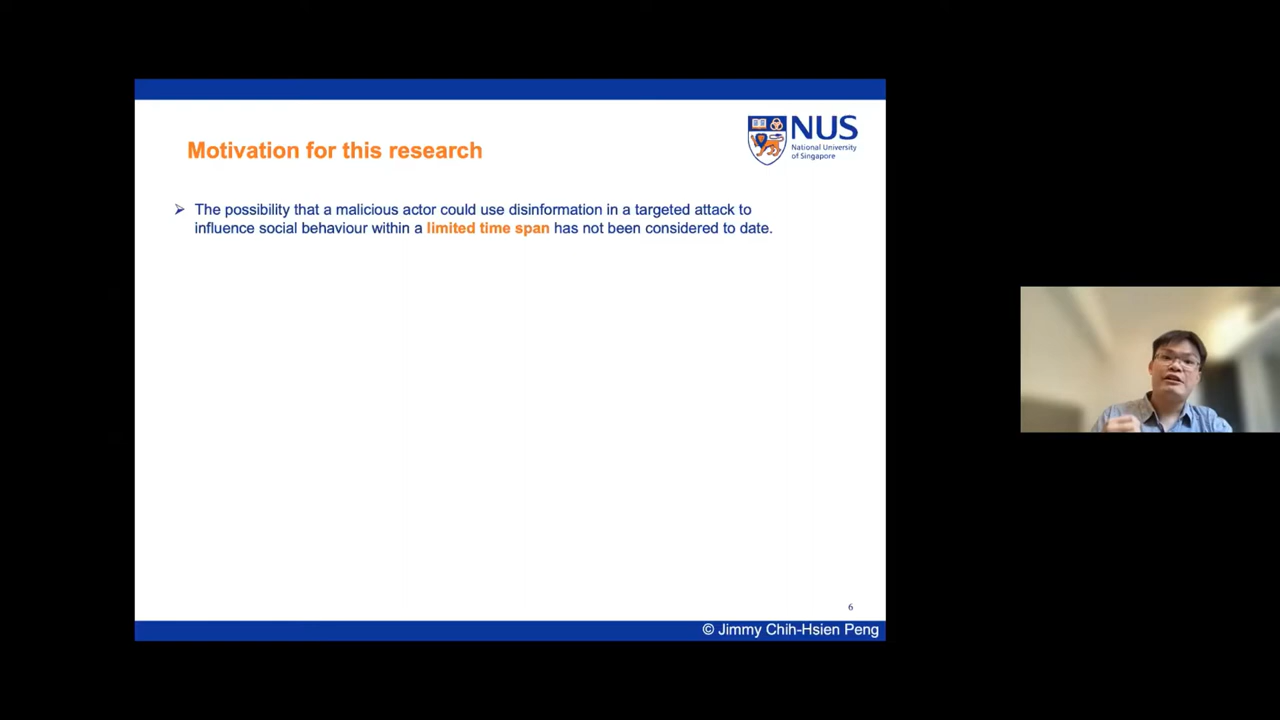 NUS
National University
of Singapore
Motivation for this research
➢ The possibility that a malicious actor could use disinformation in a targeted attack to
influence social behaviour within a limited time span has not been considered to date.
6
© Jimmy Chih-Hsien Peng